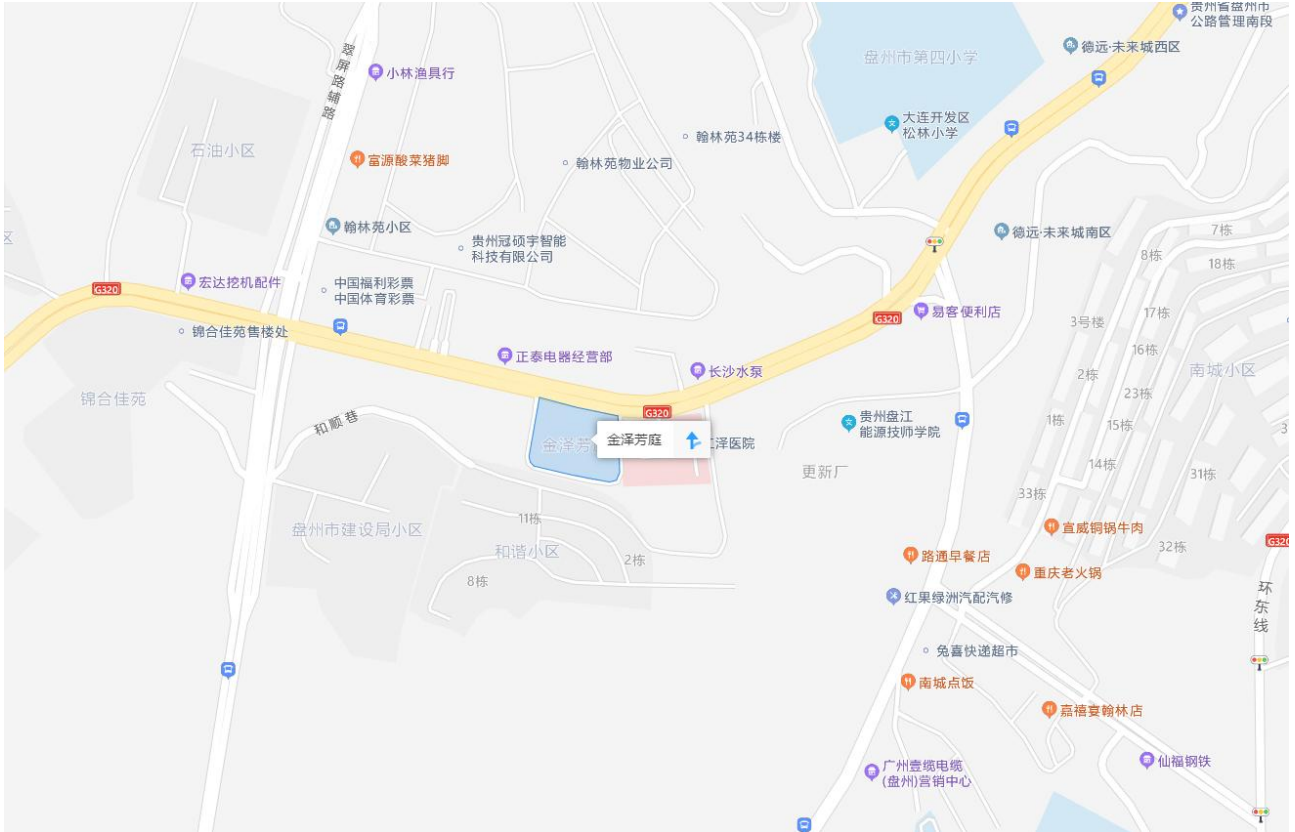 贵州省盘州市
公路管理南段
德远·未来城西区
盘州市第四小学
翠屏路辅路
小林渔具行
大连开发区
松林小学
翰林苑34栋楼
石油小区
富源酸菜猪脚
翰林苑物业公司
区
翰林苑小区
贵州冠硕宇智能
科技有限公司
德远·未来城南区
7栋
8栋
18栋
宏达挖机配件
中国福利彩票
中国体育彩票
G320
锦合佳苑售楼处
G320
易客便利店
3号楼
17栋
正泰电器经营部
16栋
长沙水泵
2栋
南城小区
锦合佳苑
23栋
G320
和顺巷
贵州盘江
能源技师学院
1栋
15栋
3
金泽芳
金泽芳庭
泽医院
更新厂
14栋
31栋
33栋
11栋
盘州市建设局小区
和谐小区
宣威铜锅牛肉
G320
2栋
32栋
路通早餐店
8栋
重庆老火锅
红果绿洲汽配汽修
环东线
兔喜快递超市
南城点饭
嘉禧宴翰林店
仙福钢铁
广州壹缆电缆
(盘州)营销中心